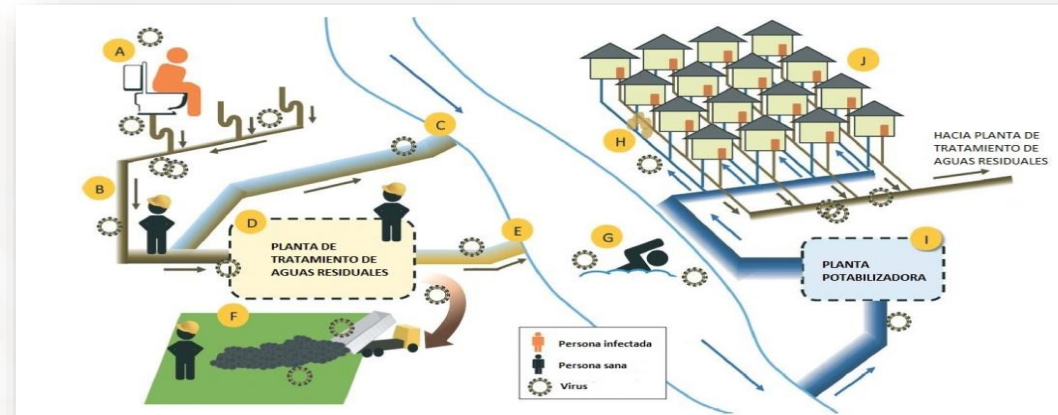 A
B
C
D
PLANTA DE
TRATAMIENTO DE
AGUAS RESIDUALES
E
F
G
Persona infectada
Persona sana
Virus
H
J
HACIA PLANTA DE
TRATAMIENTO DE
AGUAS RESIDUALES
I
PLANTA
POTABILIZADORA